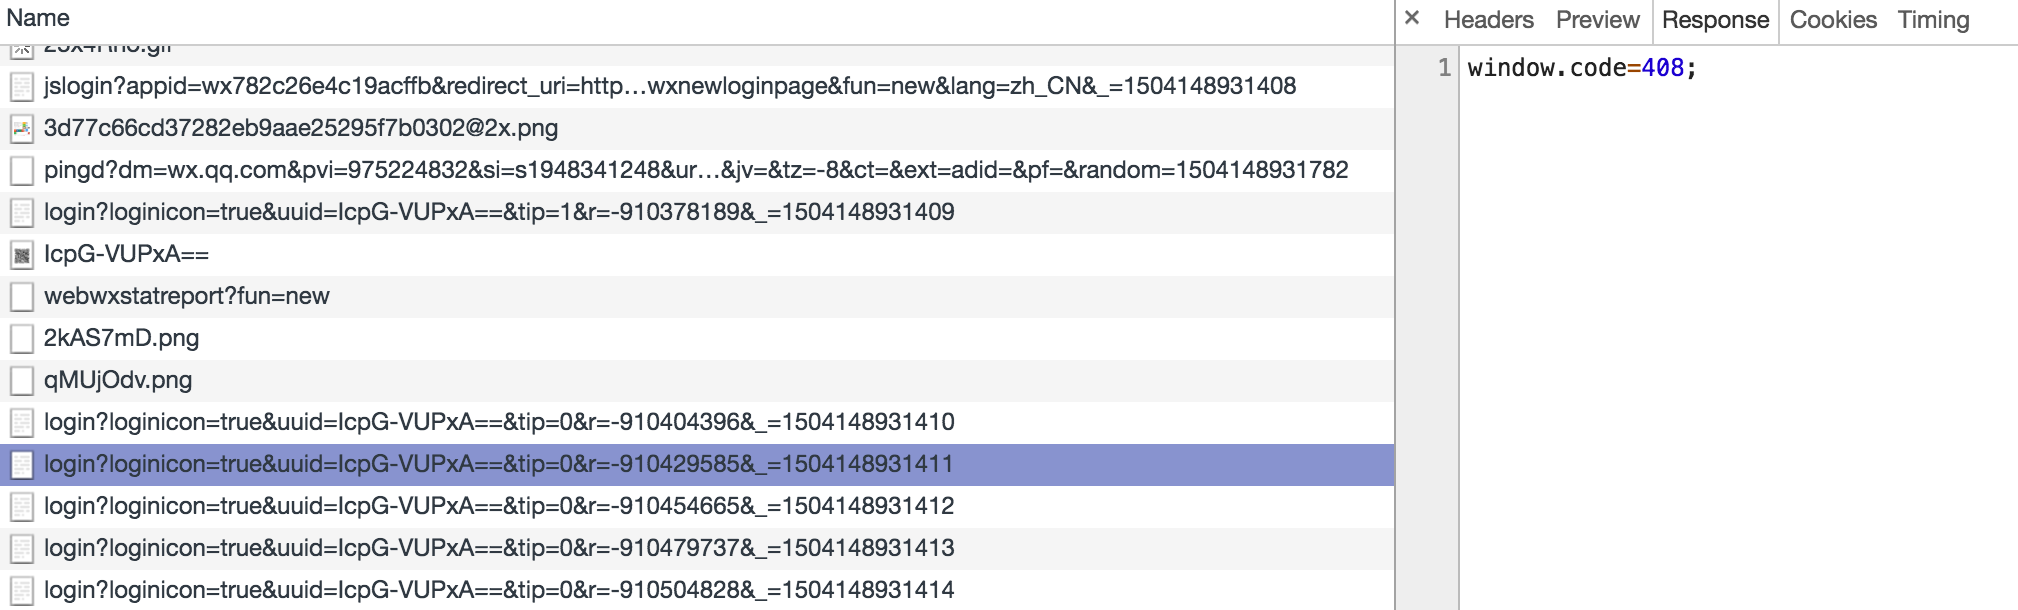 Name
23x4Rho.gif
jslogin?appid=wx782c26e4c19acffb&redirect_uri=http…wxnewloginpage&fun=new&lang=zh_CN&_=1504148931408
3d77c66cd37282eb9aae25295f7b0302@2x.png
pingd?dm=wx.qq.com&pvi=975224832&si=s1948341248&ur…&jv=&tz=-8&ct=&ext=adid=&pf=&random=1504148931782
login?loginicon=true&uuid=IcpG-VUPxA==&tip=1&r=-910378189&_=1504148931409
IcpG-VUPxA==
webwxstatreport?fun=new
2kAS7mD.png
qMUjOdv.png
login?loginicon=true&uuid=IcpG-VUPxA==&tip=0&r=-910404396&_=1504148931410
login?loginicon=true&uuid=IcpG-VUPxA==&tip=0&r=-910429585&_=1504148931411
login?loginicon=true&uuid=IcpG-VUPxA==&tip=0&r=-910454665&_=1504148931412
login?loginicon=true&uuid=IcpG-VUPxA==&tip=0&r=-910479737&_=1504148931413
login?loginicon=true&uuid=IcpG-VUPxA==&tip=0&r=-910504828&_=1504148931414
× Headers Preview Response Cookies Timing
1 window.code=408;